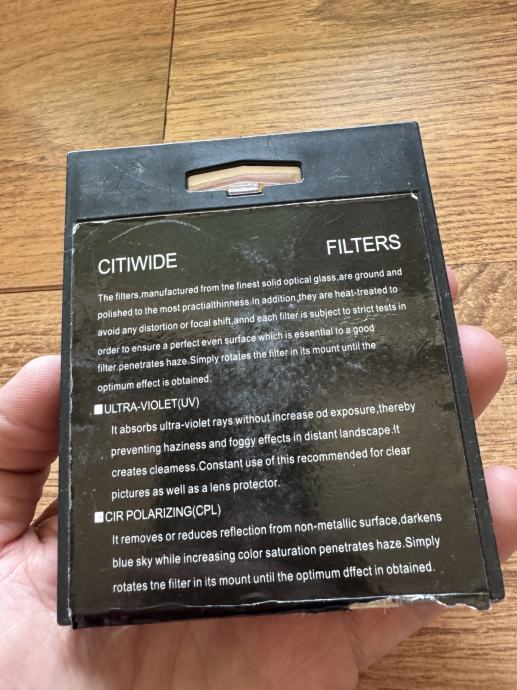 CITIWIDE FILTERS
The filters,manufactured from the finest solid optical glass,are ground and
polished to the most practialthinness.in addition,they are heat-treated to
avoid any distortion or focal shift,annd each filter is subject to strict tests in
order to ensure a perfect even surface which is essential to a good
filter.penetrates haze.Simply rotates the filter in its mount until the
optimum effect is obtained.
■ULTRA-VIOLET(UV)
It absorbs ultra-violet rays without increase od exposure,thereby
preventing haziness and foggy effects in distant landscape.It
creates cleamess.Constant use of this recommended for clear
pictures as well as a lens protector.
■CIR POLARIZING(CPL)
It removes or reduces reflection from non-metallic surface,darkens
blue sky while increasing color saturation penetrates haze.Simply
rotates tne filter in its mount until the optimum dffect in obtained.